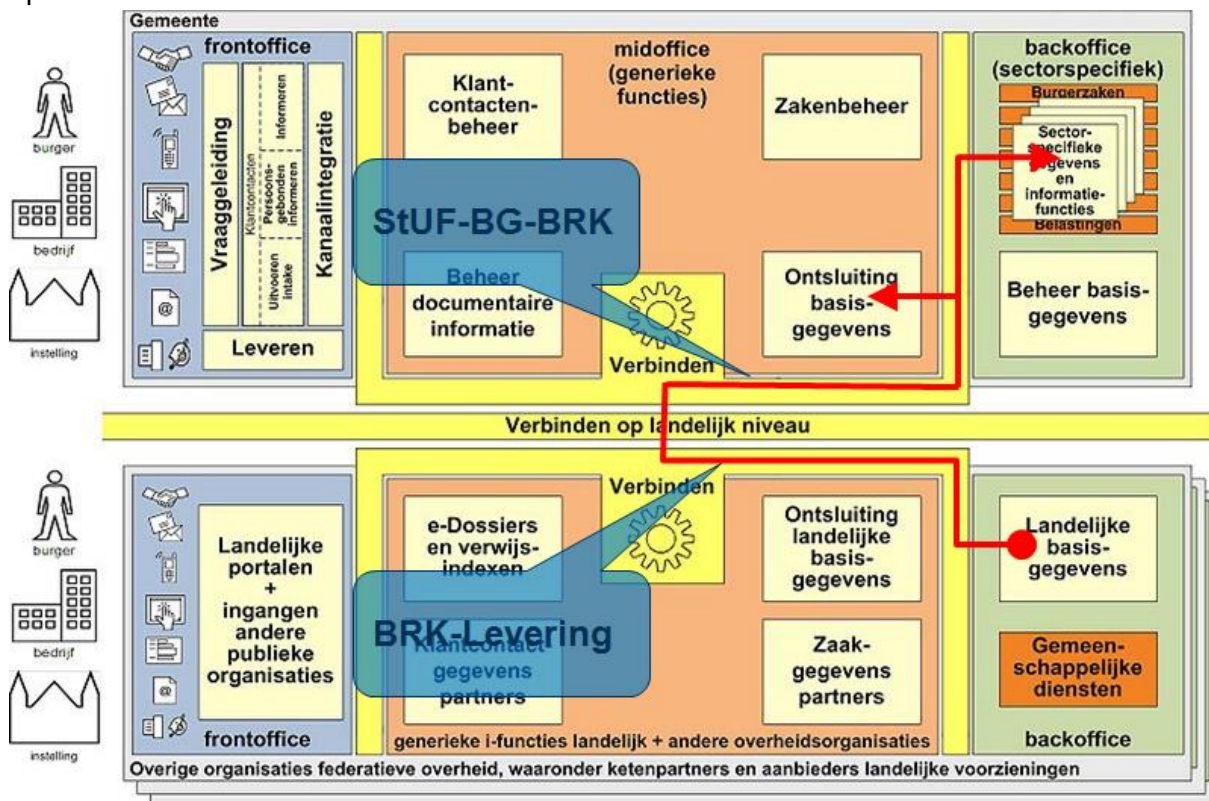 Gemeente
frontoffice
burger
bedrijf
instelling
Vraaggeleiding
Klantcontacten
Informeren
Persoons-
gebonden
informeren
Uitvoeren
intake
Kanaalintegratie
Leveren
midoffice
(generieke
functies)
Klant-
contacten-
beheer
Zakenbeheer
StUF-BG-BRK
Beheer
documentaire
informatie
Verbinden
Ontsluiting
basis-
gegevens
backoffice
(sectorspecifiek)
Burgerzaken
Sector-
specifieke
gegevens
en
informatie-
functies
Belastingen
Beheer basis-
gegevens
Verbinden op landelijk niveau
burger
bedrijf
instelling
Landelijke
portalen
+
ingangen
andere
publieke
organisaties
frontoffice
e-Dossiers
en verwijs-
indexen
Verbinden
Ontsluiting
landelijke
basis-
gegevens
BRK-Levering
Klantcontact
gegevens
partners
Zaak-
gegevens
partners
generieke i-functies landelijk + andere overheidsorganisaties
Landelijke
basis-
gegevens
Gemeen-
schappelijke
diensten
backoffice
Overige organisaties federatieve overheid, waaronder ketenpartners en aanbieders landelijke voorzieningen